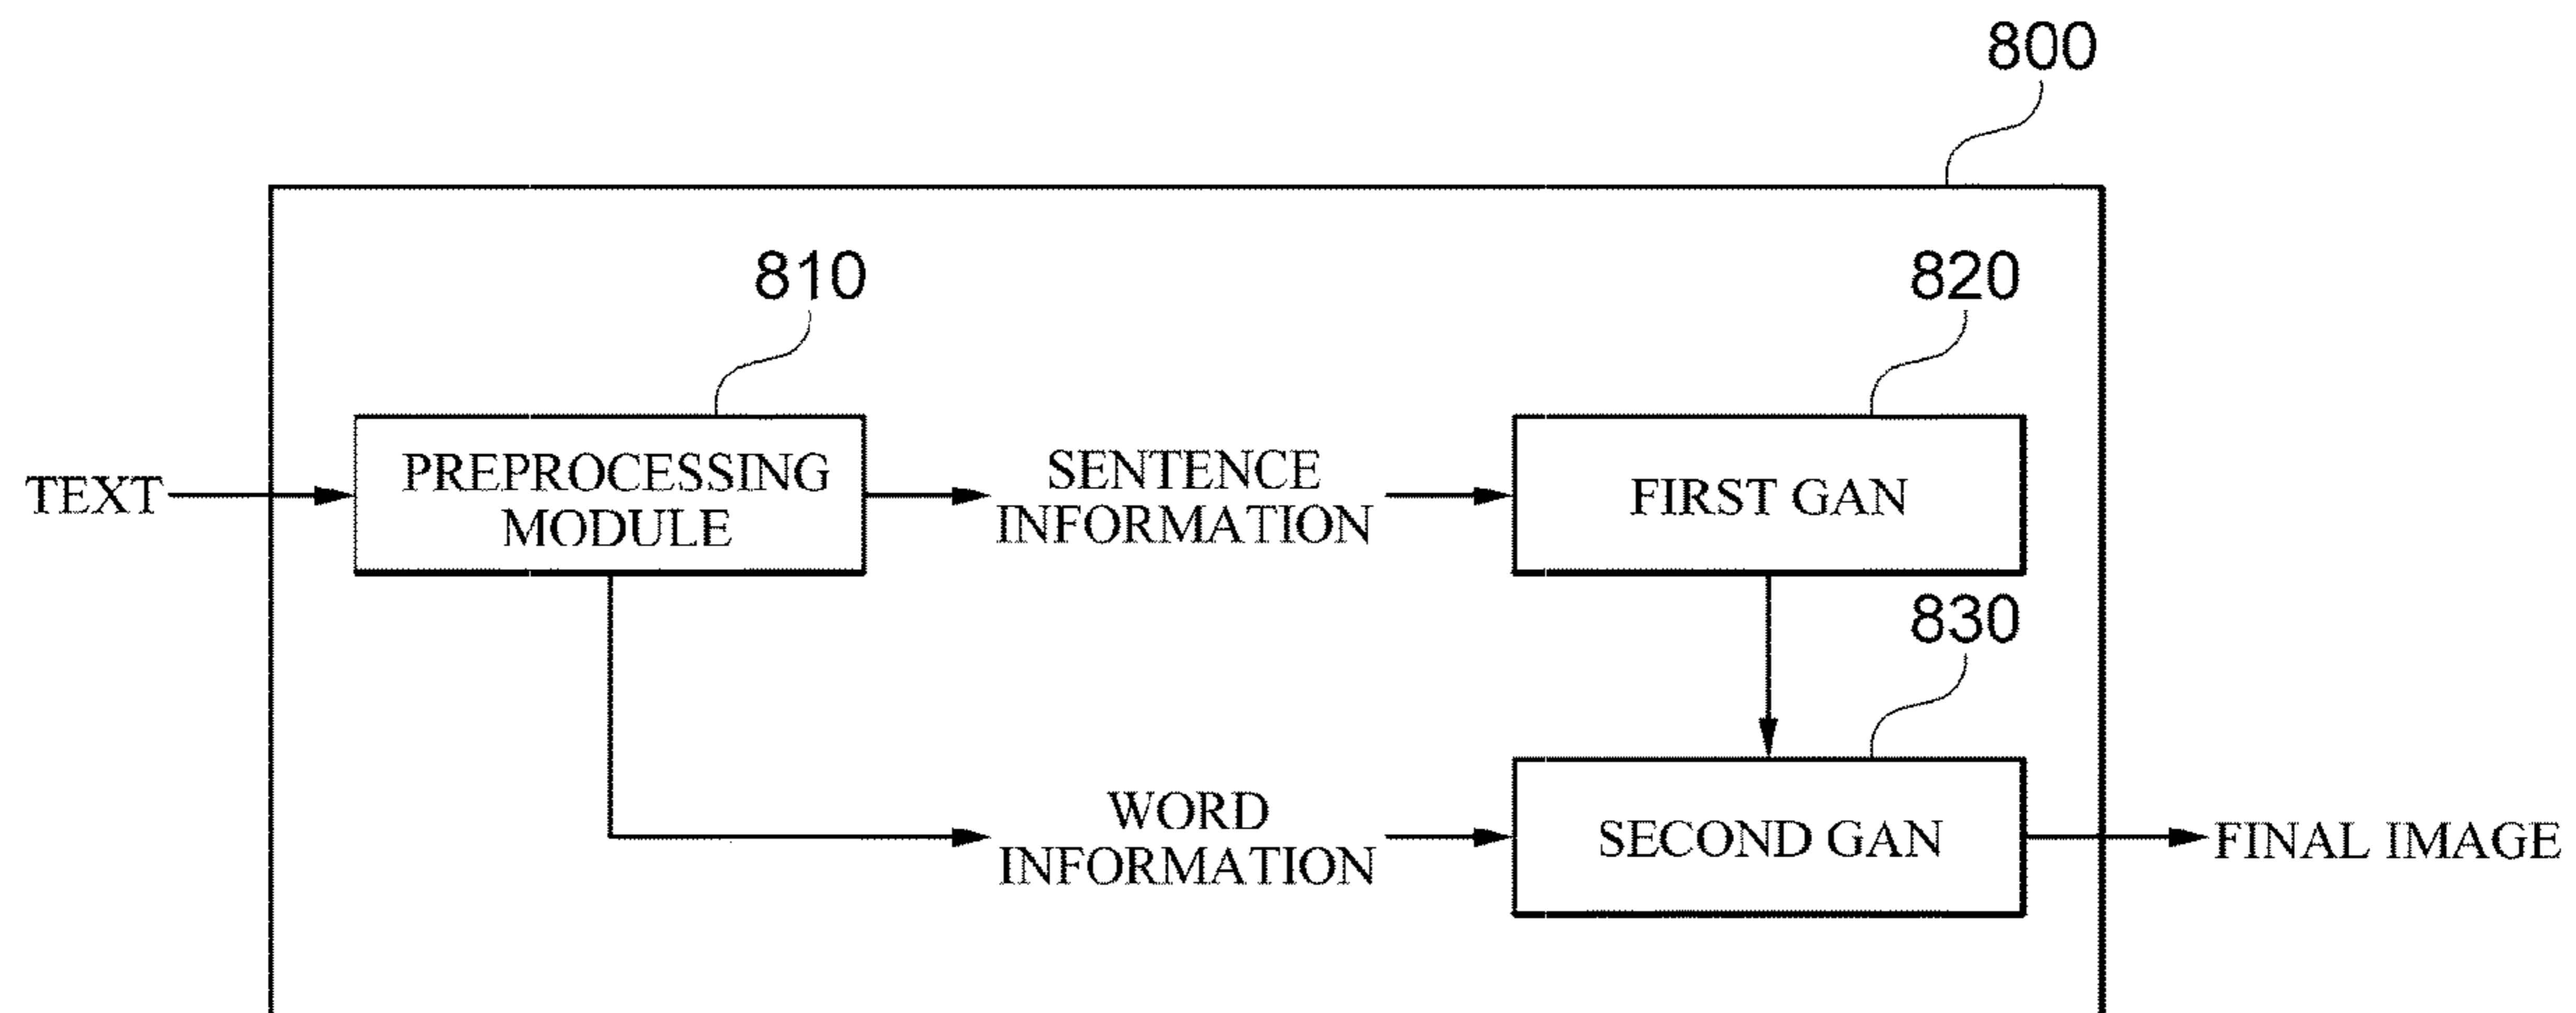 800
810
820
TEXT
PREPROCESSING
MODULE
SENTENCE
INFORMATION
FIRST GAN
830
WORD
INFORMATION
SECOND GAN
FINAL IMAGE